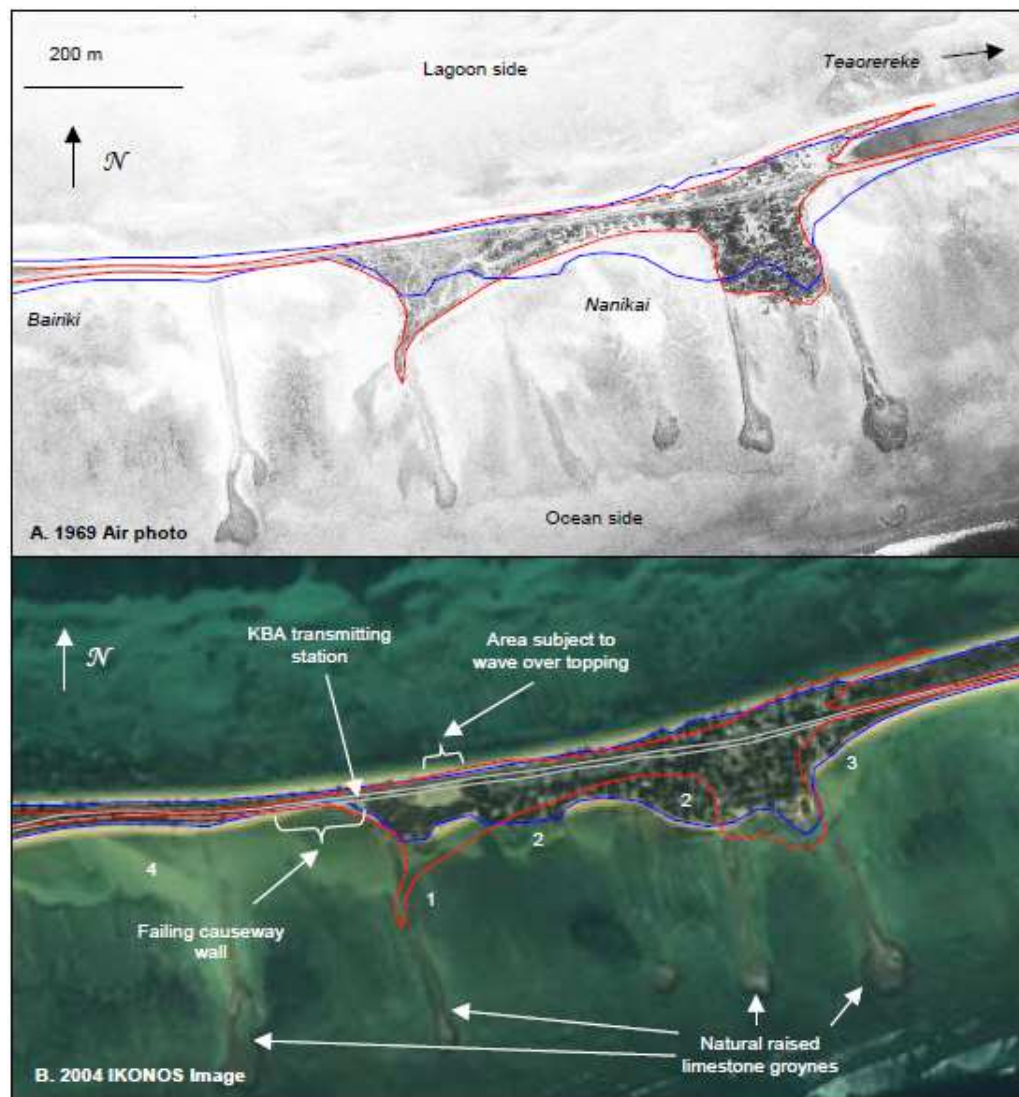 200 m
Lagoon side
Teaorereke
N
Bairiki
Nanikai
Ocean side
A. 1969 Air photo
N
KBA transmitting
station
Area subject to
wave over topping
3
2
2
4
1
Failing causeway
wall
Natural raised
limestone groynes
B. 2004 IKONOS Image